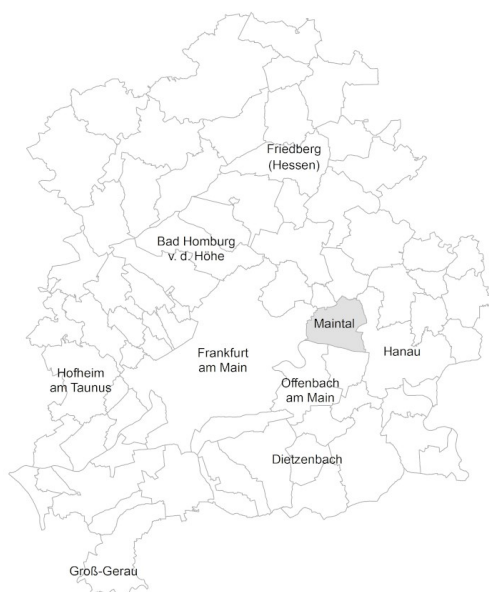 Friedberg
(Hessen)
Bad Homburg
v. d. Höhe
Maintal
Frankfurt
am Main
Hanau
Hofheim
am Taunus
Offenbach
am Main
Dietzenbach
Groß-Gerau